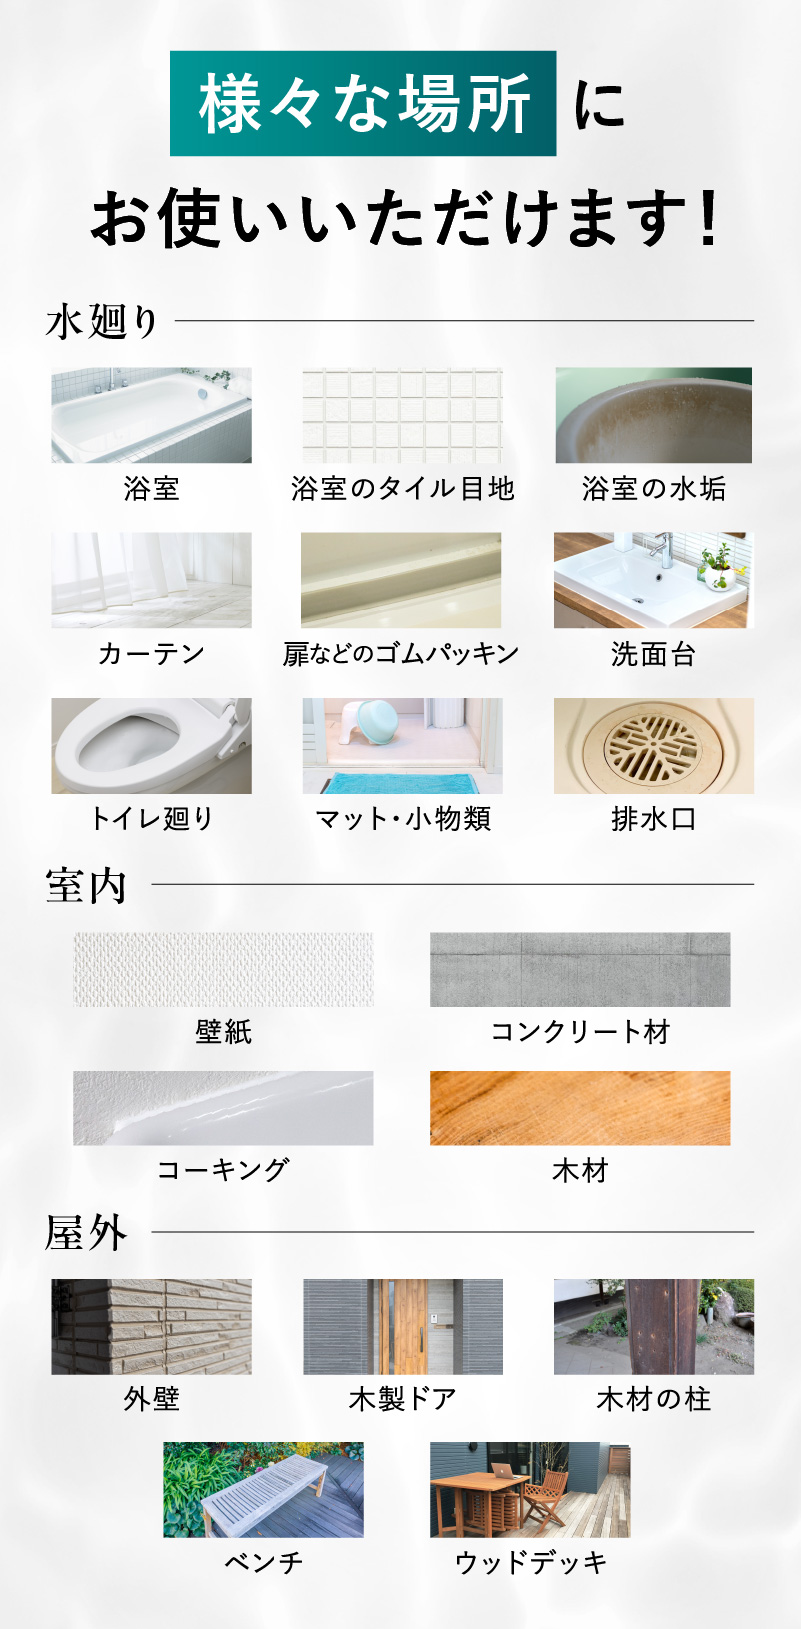 様々な場所に
お使いいただけます！
水廻り
浴室
浴室のタイル目地
浴室の水垢
カーテン
扉などのゴムパッキン
洗面台
トイレ廻り
マット・小物類
排水口
室内
壁紙
コンクリート材
コーキング
木材
屋外
外壁
木製ドア
木材の柱
ベンチ
ウッドデッキ